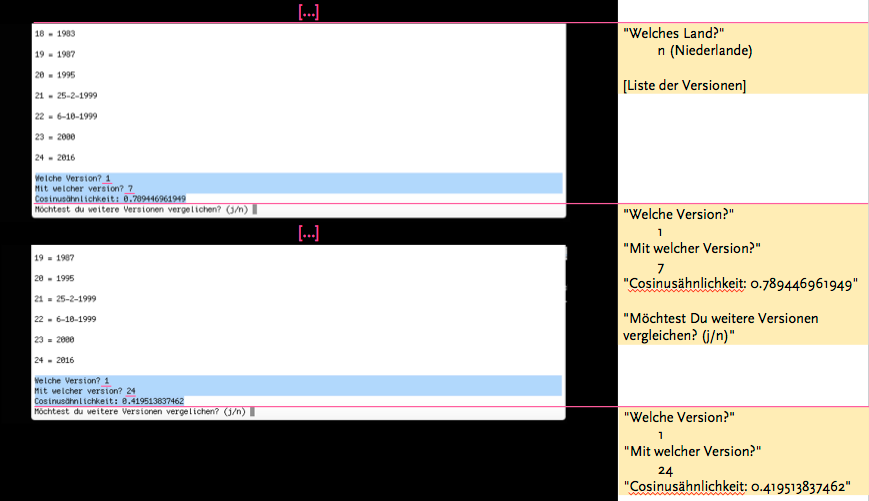 [...]
18 = 1983
19 = 1987
20 = 1995
21 = 25-2-1999
22 = 6-10-1999
23 = 2000
24 = 2016
Welche Version? 1
Mit welcher version? 7
Cosinusähnlichkeit: 0.789446961949
Möchtest du weitere Versionen vergelichen? (j/n)
"Welches Land?"
n (Niederlande)
[Liste der Versionen]
[...]
19 = 1987
20 = 1995
21 = 25-2-1999
22 = 6-10-1999
23 = 2000
24 = 2016
Welche Version? 1
Mit welcher version? 24
Cosinusähnlichkeit: 0.419513837462
Möchtest du weitere Versionen vergelichen? (j/n)
"Welche Version?"
1
"Mit welcher Version?"
7
"Cosinusähnlichkeit: 0.789446961949"
"Möchtest Du weitere Versionen
vergleichen? (j/n)"
"Welche Version?"
1
"Mit welcher Version?"
24
"Cosinusähnlichkeit: 0.419513837462"